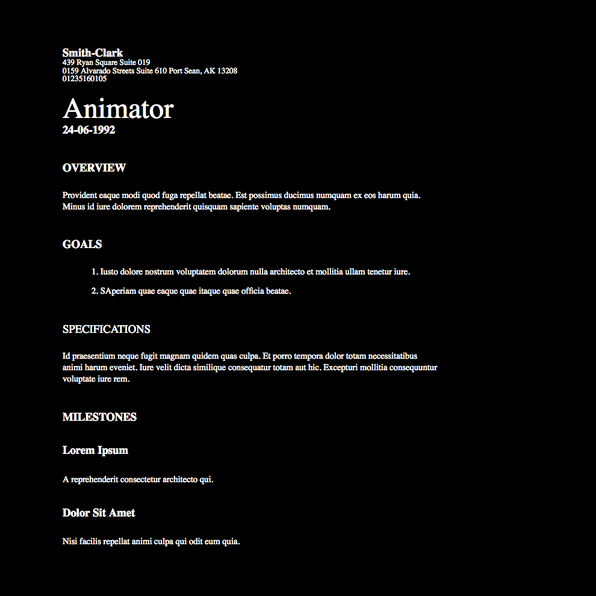 Smith-Clark
439 Ryan Square Suite 019
0159 Alvarado Streets Suite 610 Port Sean, AK 13208
01235160105
Animator
24-06-1992
OVERVIEW
Provident eaque modi quod fuga repellat beatae. Est possimus ducimus numquam ex eos harum quia.
Minus id iure dolorem reprehenderit quisquam sapiente voluptas numquam.
GOALS
1. Iusto dolore nostrum voluptatem dolorum nulla architecto et mollitia ullam tenetur iure.
2. SAperiam quae eaque quae itaque quae officia beatae.
SPECIFICATIONS
Id praesentium neque fugit magnam quidem quas culpa. Et porro tempora dolor totam necessitatibus
animi harum eveniet. Iure velit dicta similique consequatur totam aut hic. Excepturi mollitia consequuntur
voluptate iure rem.
MILESTONES
Lorem Ipsum
A reprehenderit consectetur architecto qui.
Dolor Sit Amet
Nisi facilis repellat animi culpa qui odit eum quia.